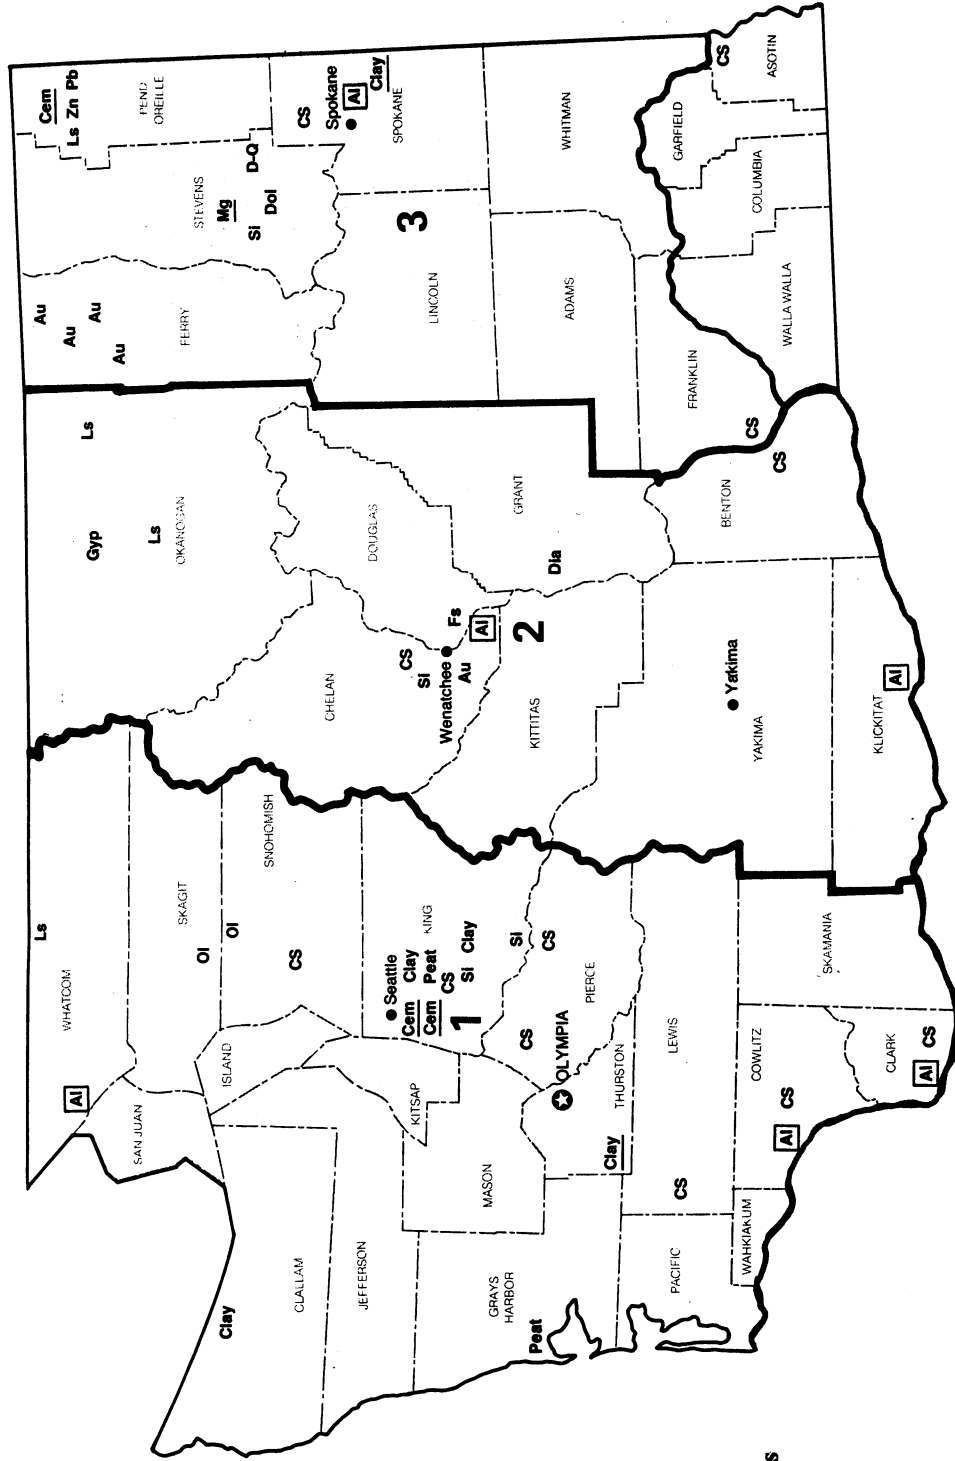 WHATCOM
Ls
Al
SAN JUAN
SKAGIT
Ol
Ol
ISLAND
SNOHOMISH
CS
CLALLAM
Clay
JEFFERSON
KITSAP
KING
Seattle
Cem Clay
Cem Peat
CS
Si Clay
1
MASON
GRAYS
HARBOR
Peat
OLYMPIA
CS
Si
CS
PIERCE
THURSTON
Clay
LEWIS
CS
PACIFIC
WAHKIAKUM
COWLITZ
CS
Al
CLARK
CS
Al
SKAMANIA
OKANOGAN
Gyp
Ls
Ls
CHELAN
DOUGLAS
CS
Si
Wenatchee
Au
Fs
Al
2
GRANT
Dia
KITTITAS
YAKIMA
Yakima
KLICKITAT
Al
BENTON
CS
FERRY
Au
Au
Au
Au
STEVENS
Mg
Si
Dol
D-Q
PEND
OREILLE
Cem
Ls Zn Pb
SPOKANE
CS
Spokane
Al
Clay
LINCOLN
3
ADAMS
WHITMAN
FRANKLIN
CS
WALLA WALLA
COLUMBIA
GARFIELD
CS
ASOTIN
s